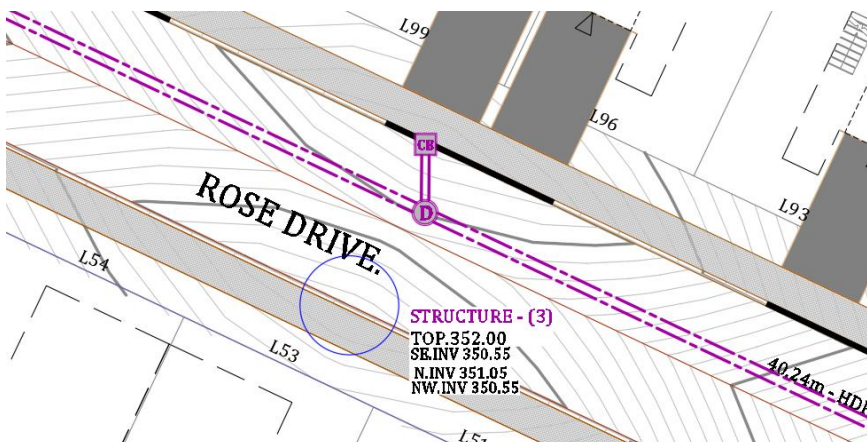 L99
L96
CB
L93
D
ROSE DRIVE.
L54
L53
STRUCTURE - (3)
TOP.352.00
SE.INV 350.55
N.INV 351.05
NW.INV 350.55
40.24m - HD